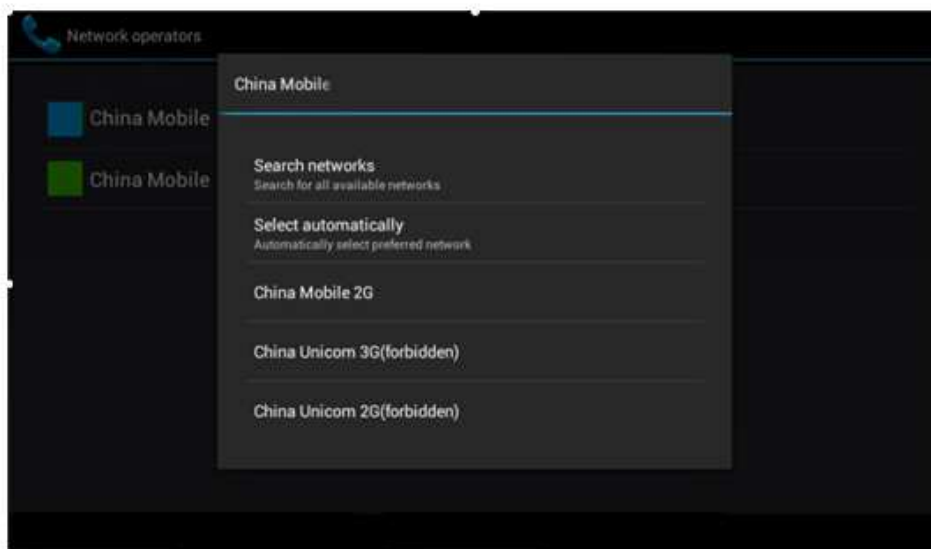 Network operators
China Mobile
China Mobile
China Mobile
Search networks
Search for all available networks
Select automatically
Automatically select preferred network
China Mobile 2G
China Unicom 3G(forbidden)
China Unicom 2G(forbidden)